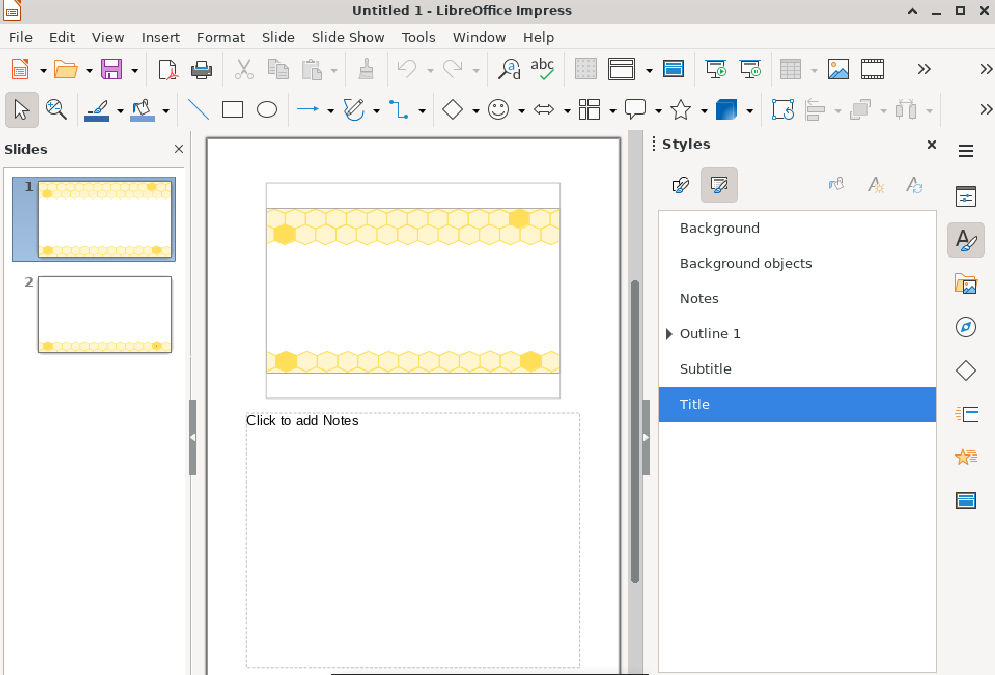 Untitled 1 - LibreOffice Impress
File Edit View Insert Format Slide Slide Show Tools Window Help
abc
Slides
Styles
1
2
Click to add Notes
Background
Background objects
Notes
Outline 1
Subtitle
Title